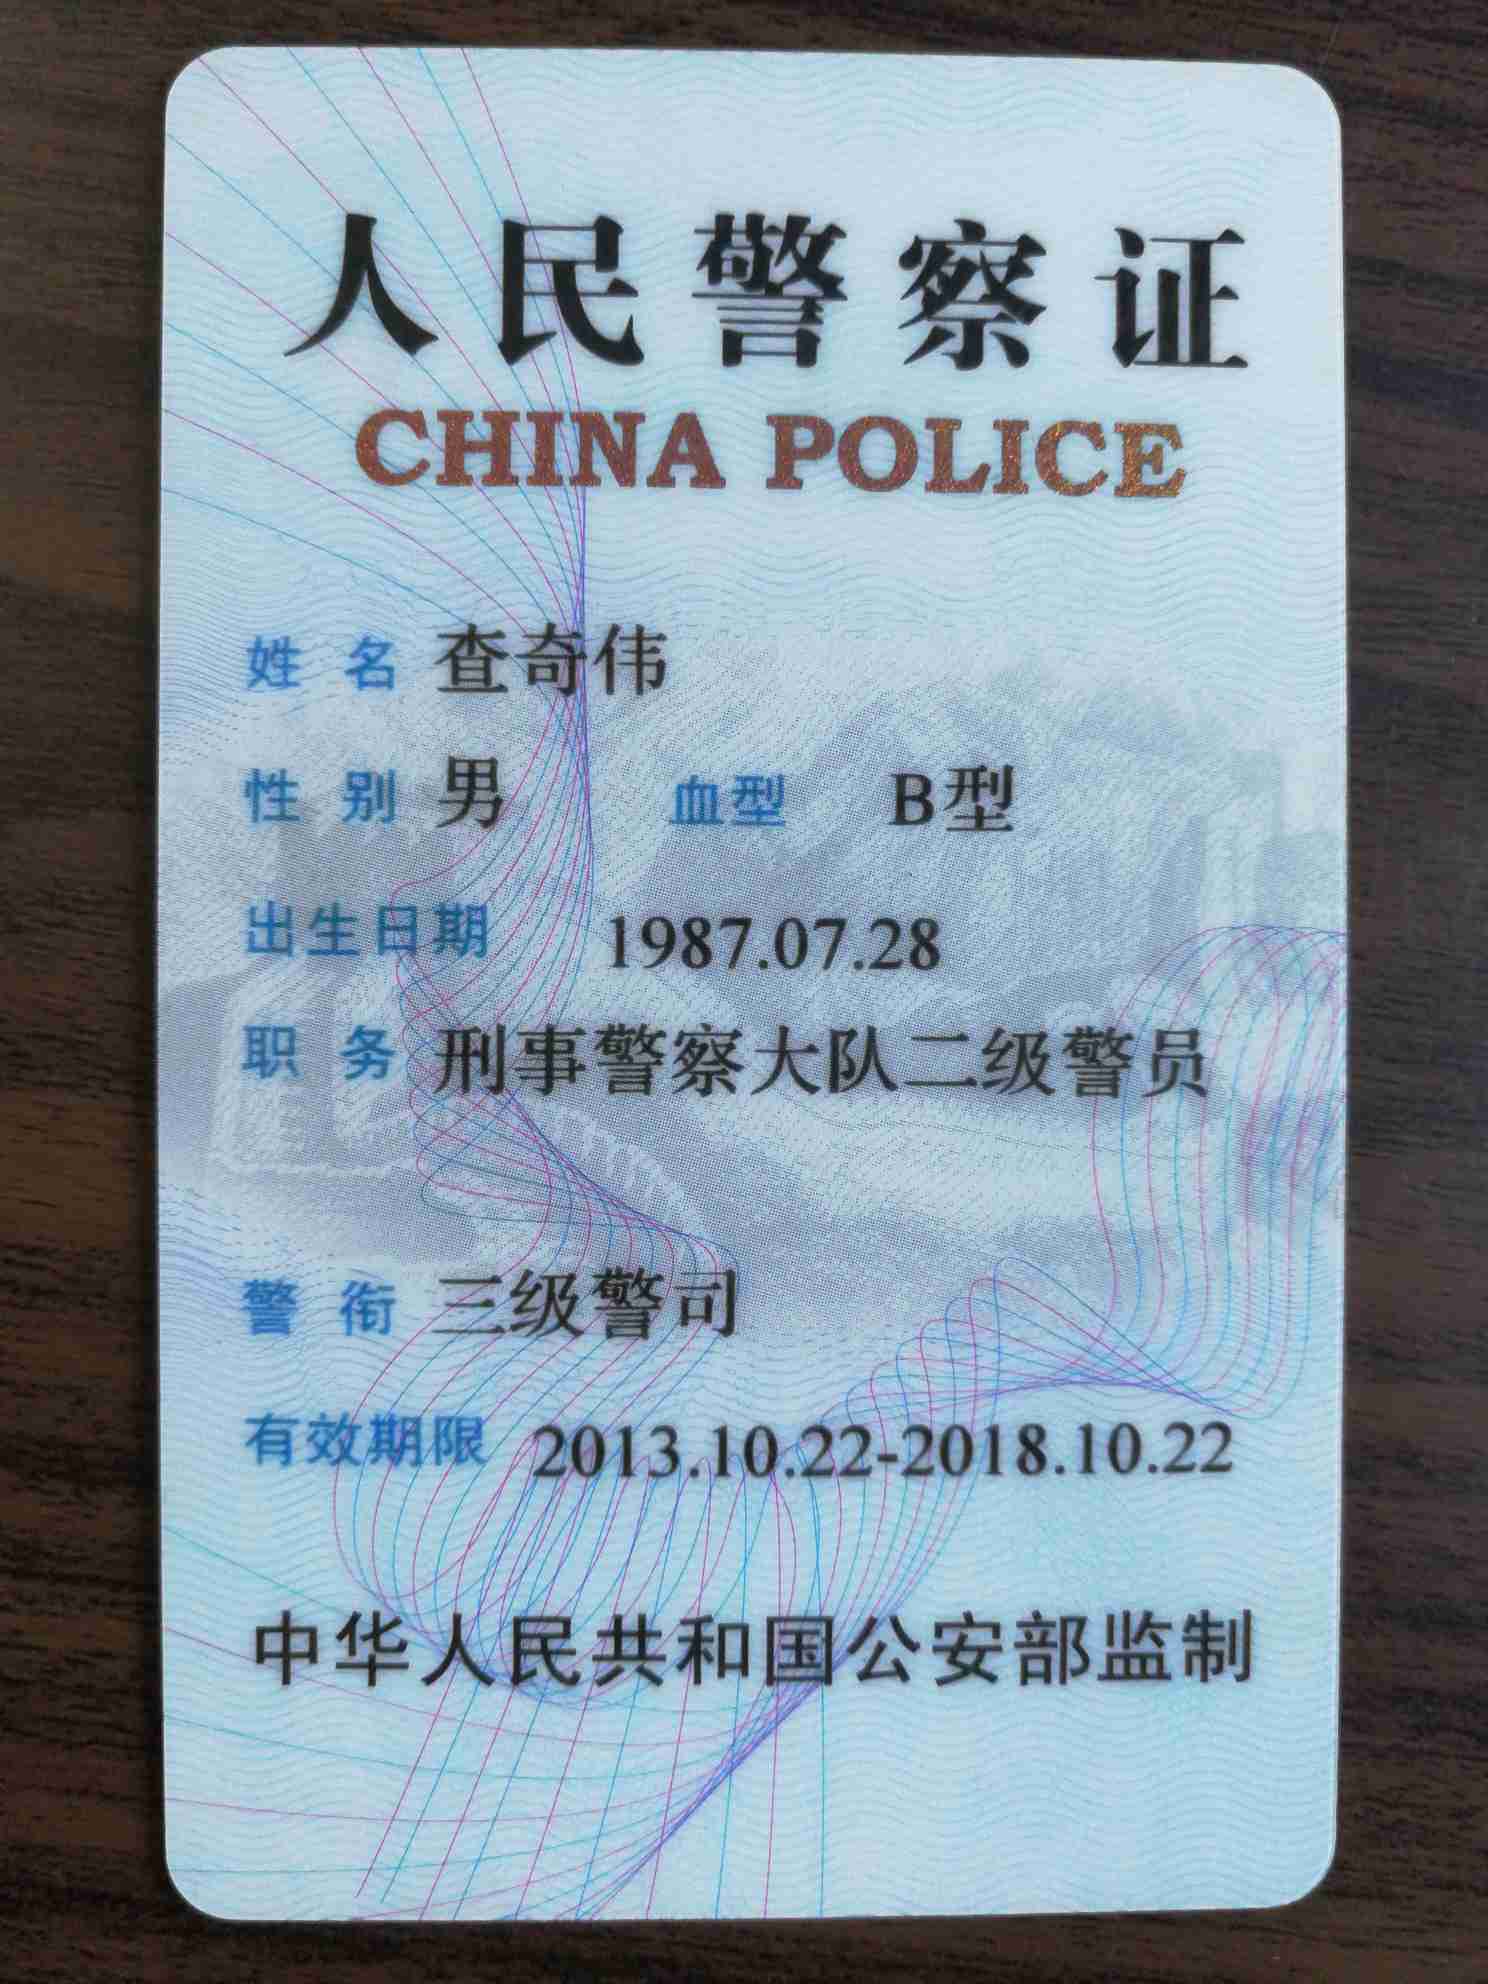 人民警察证
CHINA POLICE
姓名 查奇伟
性别 男 血型 B型
出生日期 1987.07.28
职务 刑事警察大队二级警员
警衔 三级警司
有效期限 2013.10.22-2018.10.22
中华人民共和国公安部监制